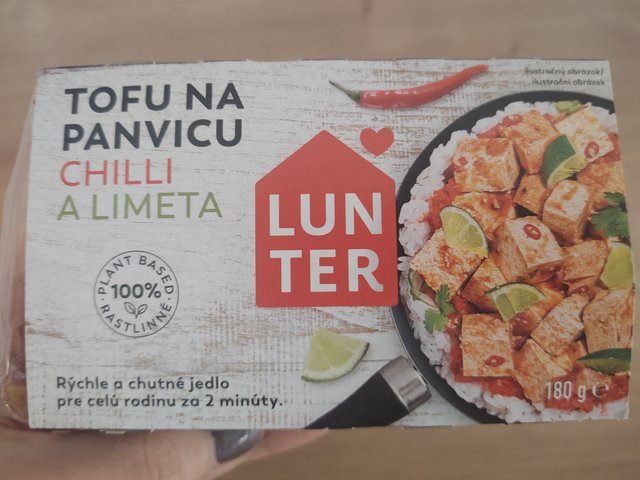 TOFU NA
PANVICU
CHILLI
A LIMETA
ilustračný obrázok/
ilustrační obrázek
LUN
TER
PLANT BASED
100%
RASTLINNÉ
Rýchle a chutné jedlo
pre celú rodinu za 2 minúty.
180 g ℮